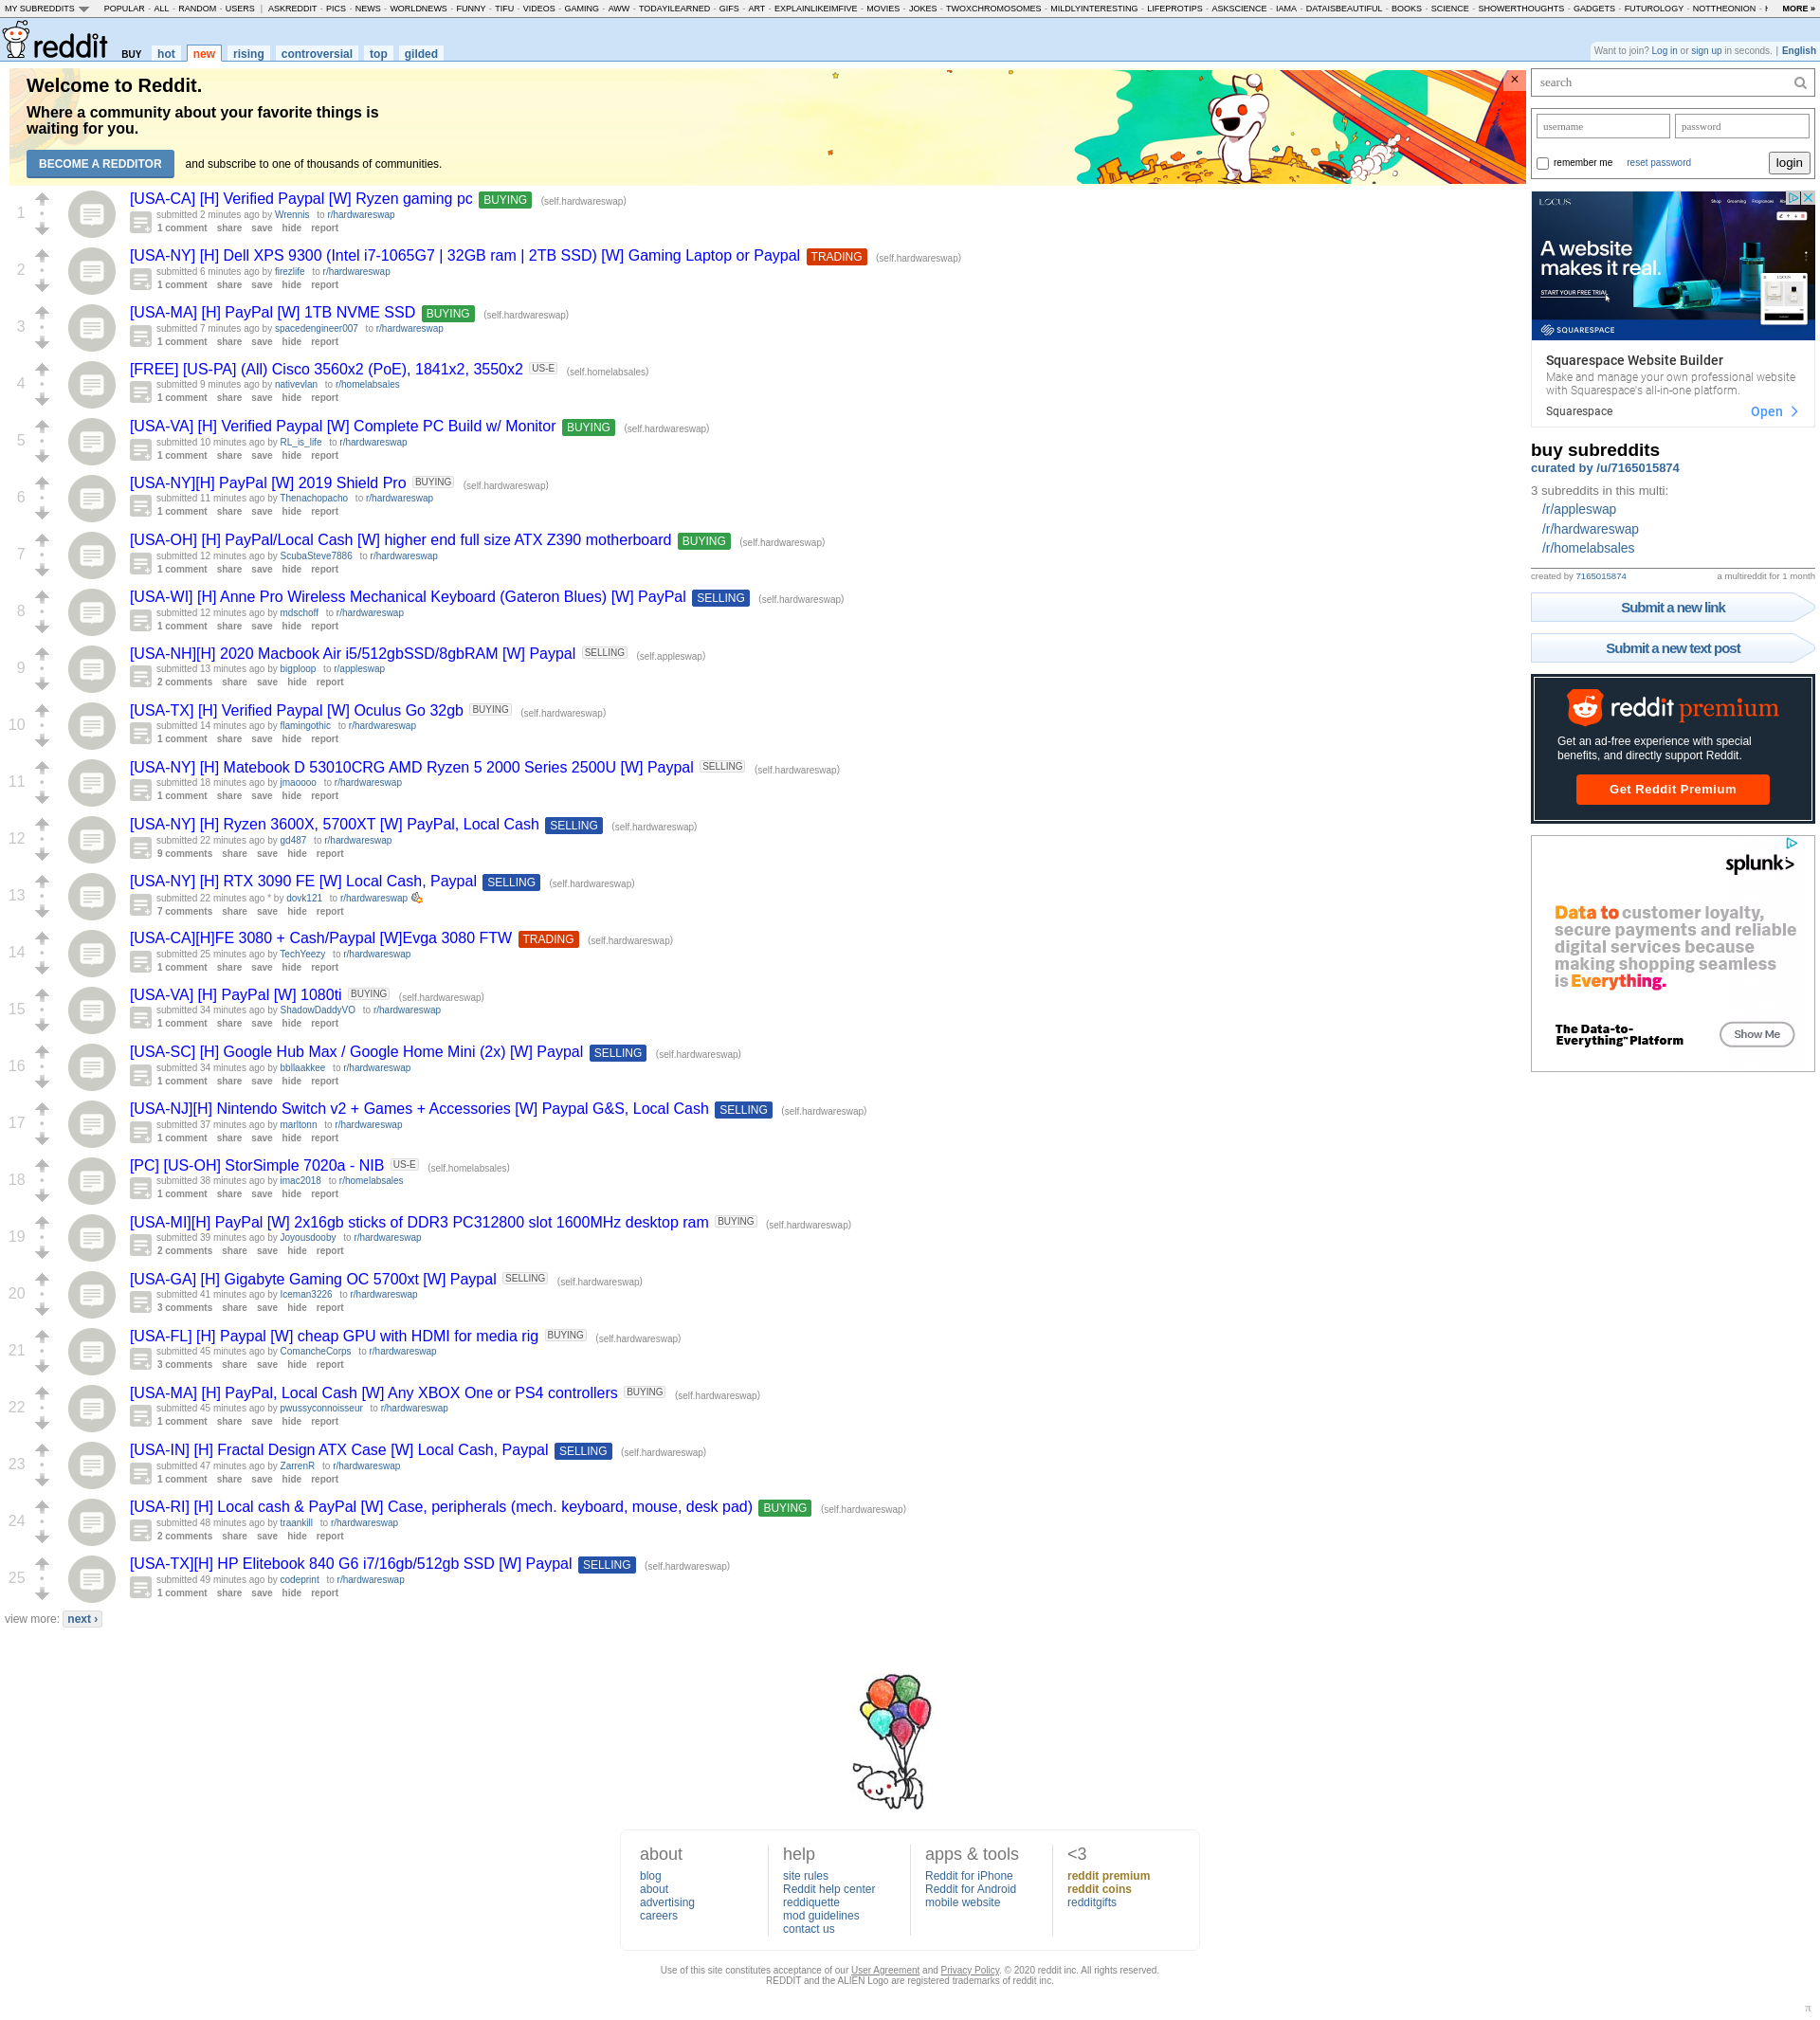 MY SUBREDDITS POPULAR - ALL - RANDOM - USERS | ASKREDDIT - PICS - NEWS - WORLDNEWS - FUNNY - TIFU - VIDEOS - GAMING - AWW - TODAYILEARNED - GIFS - ART - EXPLAINLIKEIMFIVE - MOVIES - JOKES - TWOXCHROMOSOMES - MILDLYINTERESTING - LIFEPROTIPS - ASKSCIENCE - IAMA - DATAISBEAUTIFUL - BOOKS - SCIENCE - SHOWERTHOUGHTS - GADGETS - FUTUROLOGY - NOTTHEONION - MORE »
reddit BUY hot new rising controversial top gilded
Want to join? Log in or sign up in seconds. | English
Welcome to Reddit.
Where a community about your favorite things is
waiting for you.
BECOME A REDDITOR and subscribe to one of thousands of communities.
1
[USA-CA] [H] Verified Paypal [W] Ryzen gaming pc BUYING (self.hardwareswap)
submitted 2 minutes ago by Wrennis to r/hardwareswap
1 comment share save hide report
2
[USA-NY] [H] Dell XPS 9300 (Intel i7-1065G7 | 32GB ram | 2TB SSD) [W] Gaming Laptop or Paypal TRADING (self.hardwareswap)
submitted 6 minutes ago by firezlife to r/hardwareswap
1 comment share save hide report
3
[USA-MA] [H] PayPal [W] 1TB NVME SSD BUYING (self.hardwareswap)
submitted 7 minutes ago by spacedengineer007 to r/hardwareswap
1 comment share save hide report
4
[FREE] [US-PA] (All) Cisco 3560x2 (PoE), 1841x2, 3550x2 US-E (self.homelabsales)
submitted 9 minutes ago by nativevlan to r/homelabsales
1 comment share save hide report
5
[USA-VA] [H] Verified Paypal [W] Complete PC Build w/ Monitor BUYING (self.hardwareswap)
submitted 10 minutes ago by RL_is_life to r/hardwareswap
1 comment share save hide report
6
[USA-NY][H] PayPal [W] 2019 Shield Pro BUYING (self.hardwareswap)
submitted 11 minutes ago by Thenachopacho to r/hardwareswap
1 comment share save hide report
7
[USA-OH] [H] PayPal/Local Cash [W] higher end full size ATX Z390 motherboard BUYING (self.hardwareswap)
submitted 12 minutes ago by ScubaSteve7886 to r/hardwareswap
1 comment share save hide report
8
[USA-WI] [H] Anne Pro Wireless Mechanical Keyboard (Gateron Blues) [W] PayPal SELLING (self.hardwareswap)
submitted 12 minutes ago by mdschoff to r/hardwareswap
1 comment share save hide report
9
[USA-NH][H] 2020 Macbook Air i5/512gbSSD/8gbRAM [W] Paypal SELLING (self.appleswap)
submitted 13 minutes ago by bigploop to r/appleswap
2 comments share save hide report
10
[USA-TX] [H] Verified Paypal [W] Oculus Go 32gb BUYING (self.hardwareswap)
submitted 14 minutes ago by flamingothic to r/hardwareswap
1 comment share save hide report
11
[USA-NY] [H] Matebook D 53010CRG AMD Ryzen 5 2000 Series 2500U [W] Paypal SELLING (self.hardwareswap)
submitted 18 minutes ago by jmaoooo to r/hardwareswap
1 comment share save hide report
12
[USA-NY] [H] Ryzen 3600X, 5700XT [W] PayPal, Local Cash SELLING (self.hardwareswap)
submitted 22 minutes ago by gd487 to r/hardwareswap
9 comments share save hide report
13
[USA-NY] [H] RTX 3090 FE [W] Local Cash, Paypal SELLING (self.hardwareswap)
submitted 22 minutes ago * by dovk121 to r/hardwareswap
7 comments share save hide report
14
[USA-CA][H]FE 3080 + Cash/Paypal [W]Evga 3080 FTW TRADING (self.hardwareswap)
submitted 25 minutes ago by TechYeezy to r/hardwareswap
1 comment share save hide report
15
[USA-VA] [H] PayPal [W] 1080ti BUYING (self.hardwareswap)
submitted 34 minutes ago by ShadowDaddyVO to r/hardwareswap
1 comment share save hide report
16
[USA-SC] [H] Google Hub Max / Google Home Mini (2x) [W] Paypal SELLING (self.hardwareswap)
submitted 34 minutes ago by bbllaakkee to r/hardwareswap
1 comment share save hide report
17
[USA-NJ][H] Nintendo Switch v2 + Games + Accessories [W] Paypal G&S, Local Cash SELLING (self.hardwareswap)
submitted 37 minutes ago by marltonn to r/hardwareswap
1 comment share save hide report
18
[PC] [US-OH] StorSimple 7020a - NIB US-E (self.homelabsales)
submitted 38 minutes ago by imac2018 to r/homelabsales
1 comment share save hide report
19
[USA-MI][H] PayPal [W] 2x16gb sticks of DDR3 PC312800 slot 1600MHz desktop ram BUYING (self.hardwareswap)
submitted 39 minutes ago by Joyousdooby to r/hardwareswap
2 comments share save hide report
20
[USA-GA] [H] Gigabyte Gaming OC 5700xt [W] Paypal SELLING (self.hardwareswap)
submitted 41 minutes ago by Iceman3226 to r/hardwareswap
3 comments share save hide report
21
[USA-FL] [H] Paypal [W] cheap GPU with HDMI for media rig BUYING (self.hardwareswap)
submitted 45 minutes ago by ComancheCorps to r/hardwareswap
3 comments share save hide report
22
[USA-MA] [H] PayPal, Local Cash [W] Any XBOX One or PS4 controllers BUYING (self.hardwareswap)
submitted 45 minutes ago by pwussyconnoisseur to r/hardwareswap
1 comment share save hide report
23
[USA-IN] [H] Fractal Design ATX Case [W] Local Cash, Paypal SELLING (self.hardwareswap)
submitted 47 minutes ago by ZarrenR to r/hardwareswap
1 comment share save hide report
24
[USA-RI] [H] Local cash & PayPal [W] Case, peripherals (mech. keyboard, mouse, desk pad) BUYING (self.hardwareswap)
submitted 48 minutes ago by traankill to r/hardwareswap
2 comments share save hide report
25
[USA-TX][H] HP Elitebook 840 G6 i7/16gb/512gb SSD [W] Paypal SELLING (self.hardwareswap)
submitted 49 minutes ago by codeprint to r/hardwareswap
1 comment share save hide report
view more: next ›
search
username password
remember me reset password login
LOCUS
A website
makes it real.
START YOUR FREE TRIAL
SQUARESPACE
Squarespace Website Builder
Make and manage your own professional website
with Squarespace's all-in-one platform.
Squarespace Open
buy subreddits
curated by /u/7165015874
3 subreddits in this multi:
/r/appleswap
/r/hardwareswap
/r/homelabsales
created by 7165015874 a multireddit for 1 month
Submit a new link
Submit a new text post
reddit premium
Get an ad-free experience with special
benefits, and directly support Reddit.
Get Reddit Premium
splunk>
Data to customer loyalty,
secure payments and reliable
digital services because
making shopping seamless
is Everything.
The Data-to-
Everything™ Platform
Show Me
about
blog
about
advertising
careers
help
site rules
Reddit help center
reddiquette
mod guidelines
contact us
apps & tools
Reddit for iPhone
Reddit for Android
mobile website
<3
reddit premium
reddit coins
redditgifts
Use of this site constitutes acceptance of our User Agreement and Privacy Policy. © 2020 reddit inc. All rights reserved.
REDDIT and the ALIEN Logo are registered trademarks of reddit inc.
π